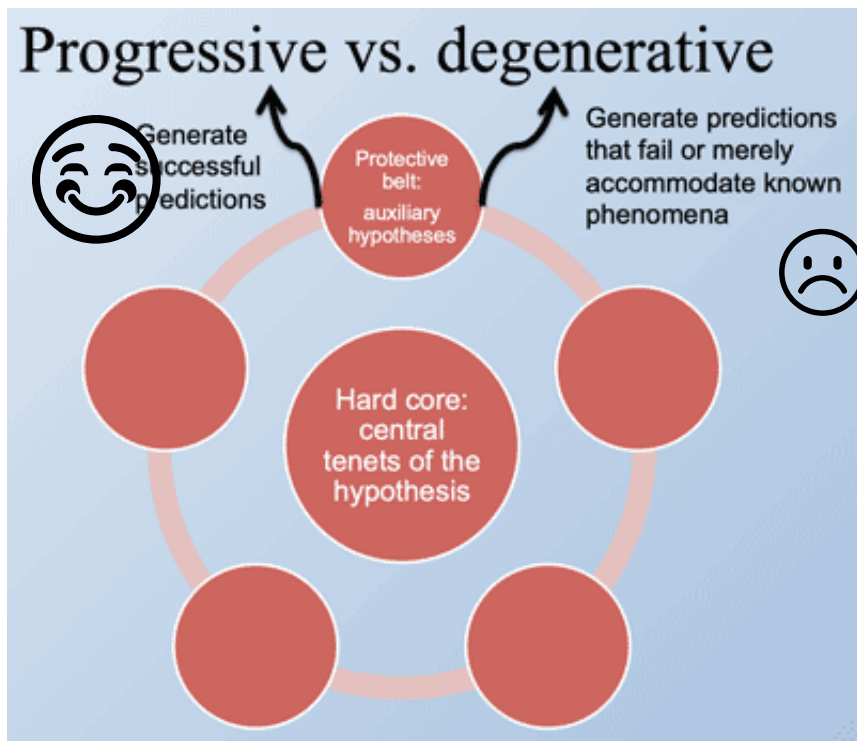 Progressive vs. degenerative
Generate
successful
predictions
Generate predictions
that fail or merely
accommodate known
phenomena
Protective
belt:
auxiliary
hypotheses
Hard core:
central
tenets of the
hypothesis